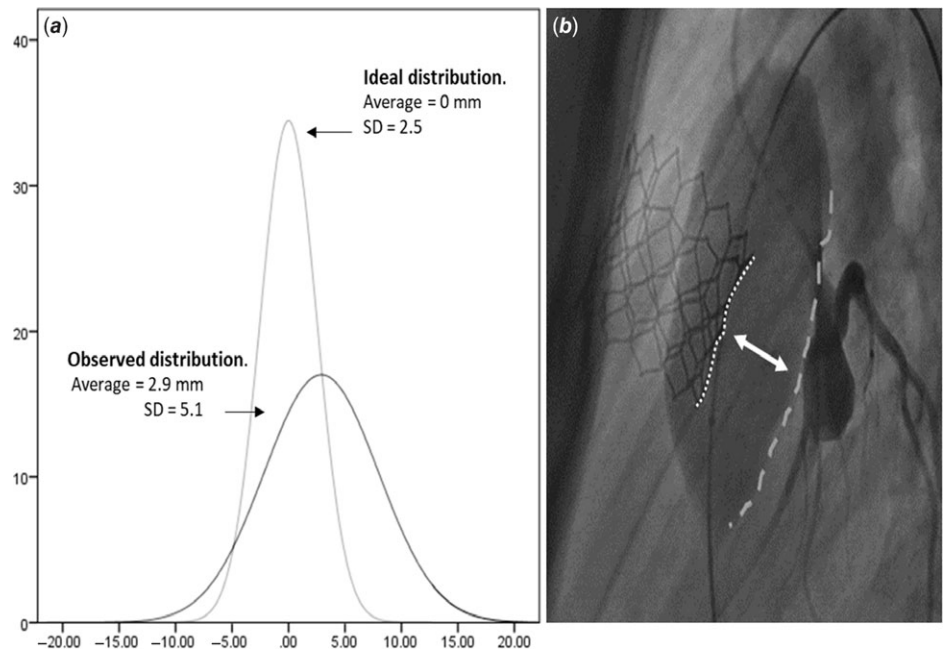 (a)
(b)
40
30
20
10
0
Ideal distribution.
Average = 0 mm
SD = 2.5
Observed distribution.
Average = 2.9 mm
SD = 5.1
–20.00 –15.00 –10.00 –5.00 .00 5.00 10.00 15.00 20.00